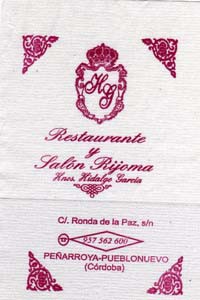 HG
Restaurante
y
Salón Rijoma
Hnos. Hidalgo García
C/. Ronda de la Paz, s/n
957 562 600
PEÑARROYA-PUEBLONUEVO
(Córdoba)